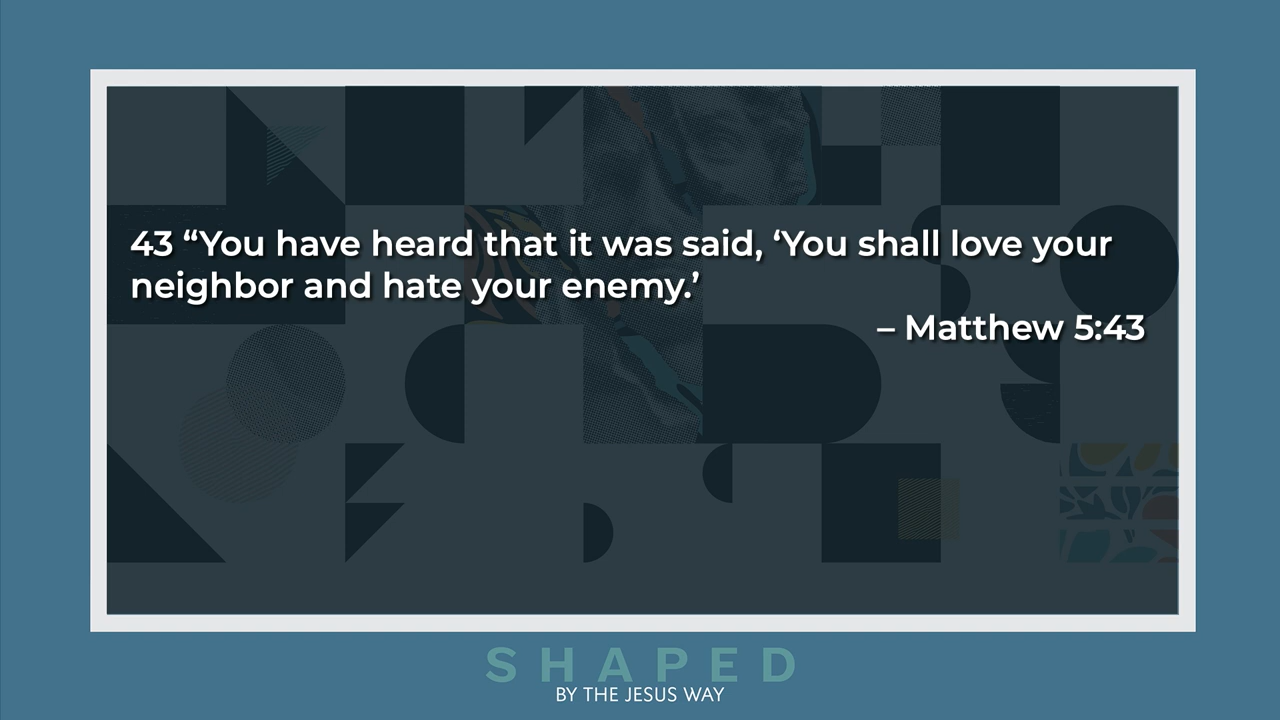 43 “You have heard that it was said, ‘You shall love your
neighbor and hate your enemy.’
– Matthew 5:43
SHAPED
BY THE JESUS WAY